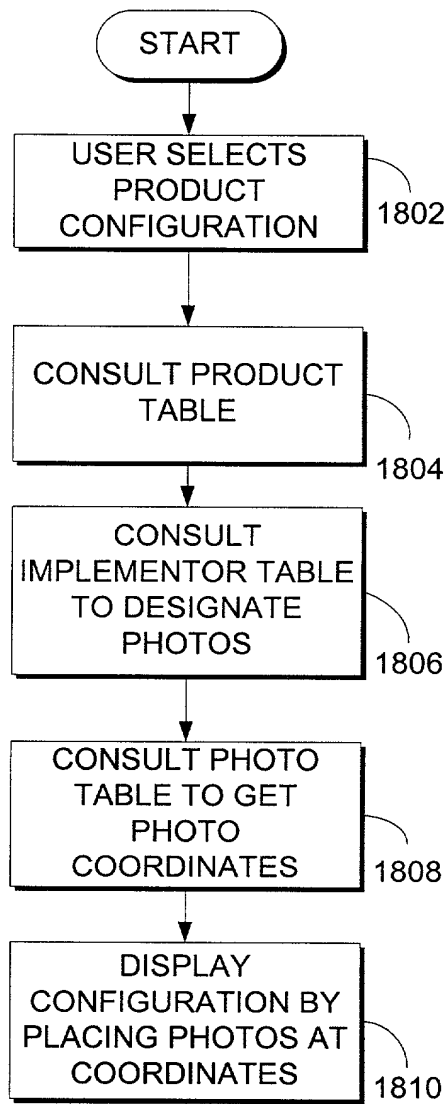 START
USER SELECTS
PRODUCT
CONFIGURATION
1802
CONSULT PRODUCT
TABLE
1804
CONSULT
IMPLEMENTOR TABLE
TO DESIGNATE
PHOTOS
1806
CONSULT PHOTO
TABLE TO GET
PHOTO
COORDINATES
1808
DISPLAY
CONFIGURATION BY
PLACING PHOTOS AT
COORDINATES
1810